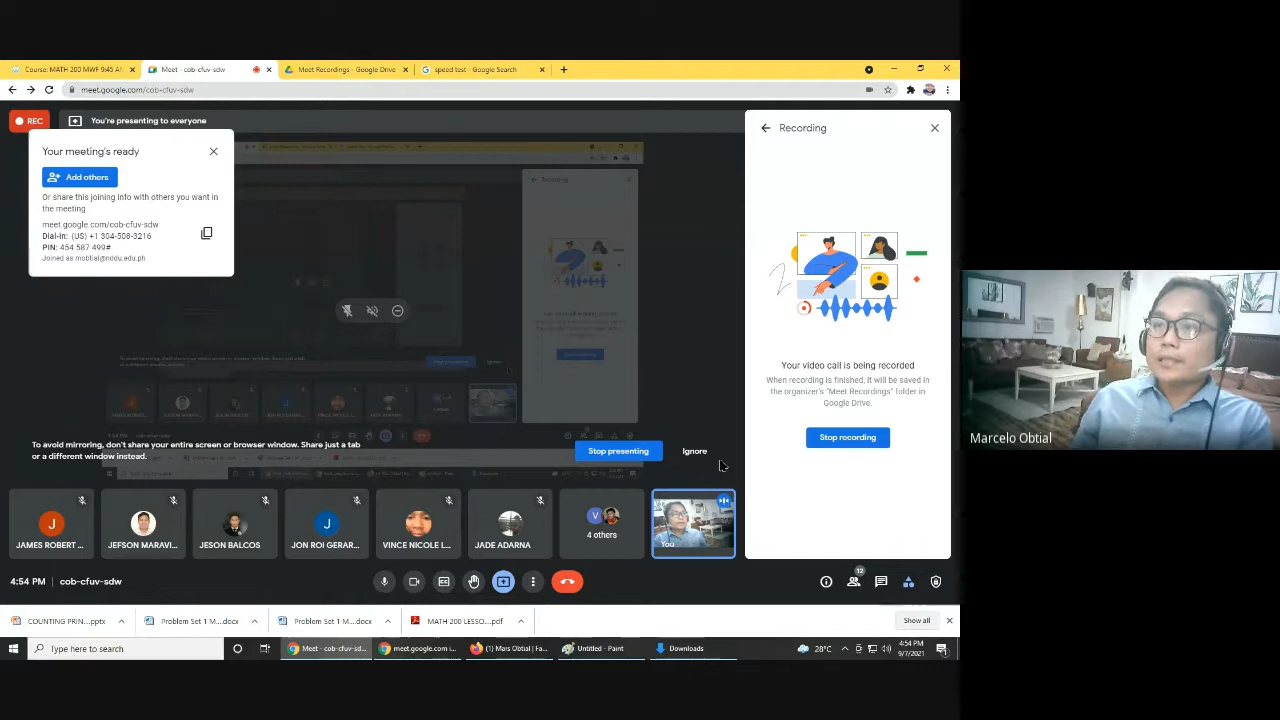 Course: MATH 200 MWF 9:45 AM
Meet - cob-cfuv-sdw
Meet Recordings - Google Drive
speed test - Google Search
meet.google.com/cob-cfuv-sdw
REC
You're presenting to everyone
Recording
Your meeting's ready
Add others
Or share this joining info with others you want in
the meeting
meet.google.com/cob-cfuv-sdw
Dial-in: (US) +1 304-508-3216
PIN: 454 587 499#
Joined as mobtial@nddu.edu.ph
Your video call is being recorded
When recording is finished, it will be saved in
the organizer's "Meet Recordings" folder in
Google Drive.
Stop recording
To avoid mirroring, don't share your entire screen or browser window. Share just a tab
or a different window instead.
Stop presenting
Ignore
Marcelo Obtial
JAMES ROBERT ...
JEFSON MARAVI...
JESON BALCOS
JON ROI GERAR...
VINCE NICOLE L...
JADE ADARNA
V
4 others
You
4:54 PM
cob-cfuv-sdw
12
COUNTING PRIN....pptx
Problem Set 1 M....docx
Problem Set 1 M....docx
MATH 200 LESSO....pdf
Show all
Type here to search
Meet - cob-cfuv-sd...
meet.google.com i...
(1) Mars Obtial | Fa...
Untitled - Paint
Downloads
28°C
4:54 PM
9/7/2021